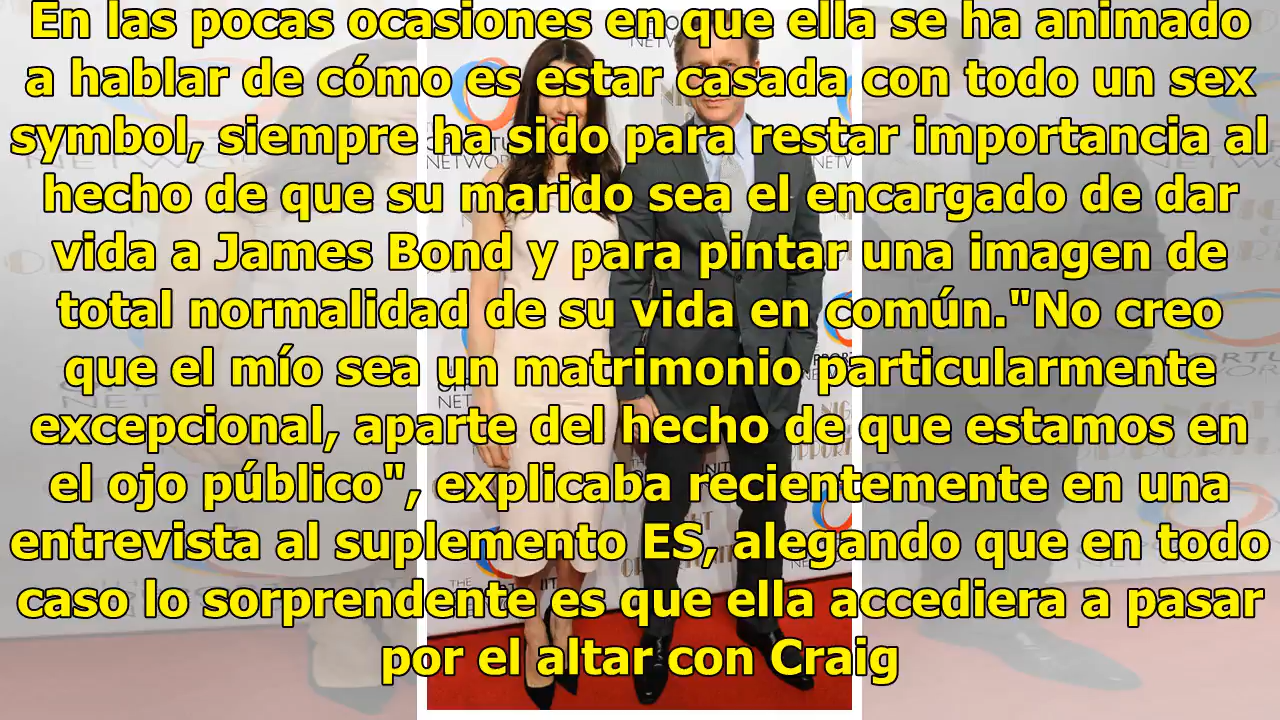 En las pocas ocasiones en que ella se ha animado
a hablar de cómo es estar casada con todo un sex
symbol, siempre ha sido para restar importancia al
hecho de que su marido sea el encargado de dar
vida a James Bond y para pintar una imagen de
total normalidad de su vida en común."No creo
que el mío sea un matrimonio particularmente
excepcional, aparte del hecho de que estamos en
el ojo público", explicaba recientemente en una
entrevista al suplemento ES, alegando que en todo
caso lo sorprendente es que ella accediera a pasar
por el altar con Craig